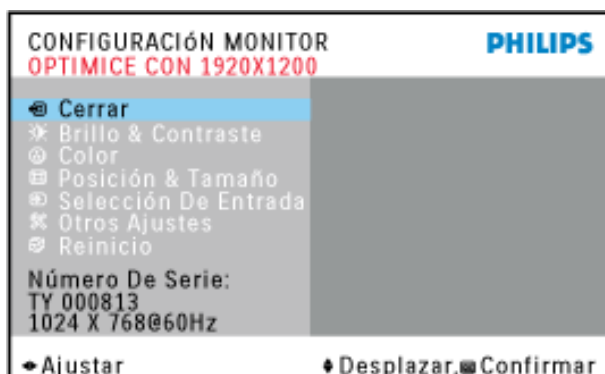 CONFIGURACIÓN MONITOR PHILIPS
OPTIMICE CON 1920X1200
Cerrar
Brillo & Contraste
Color
Posición & Tamaño
Selección De Entrada
Otros Ajustes
Reinicio
Número De Serie:
TY 000813
1024 X 768@60Hz
Ajustar Desplazar, Confirmar